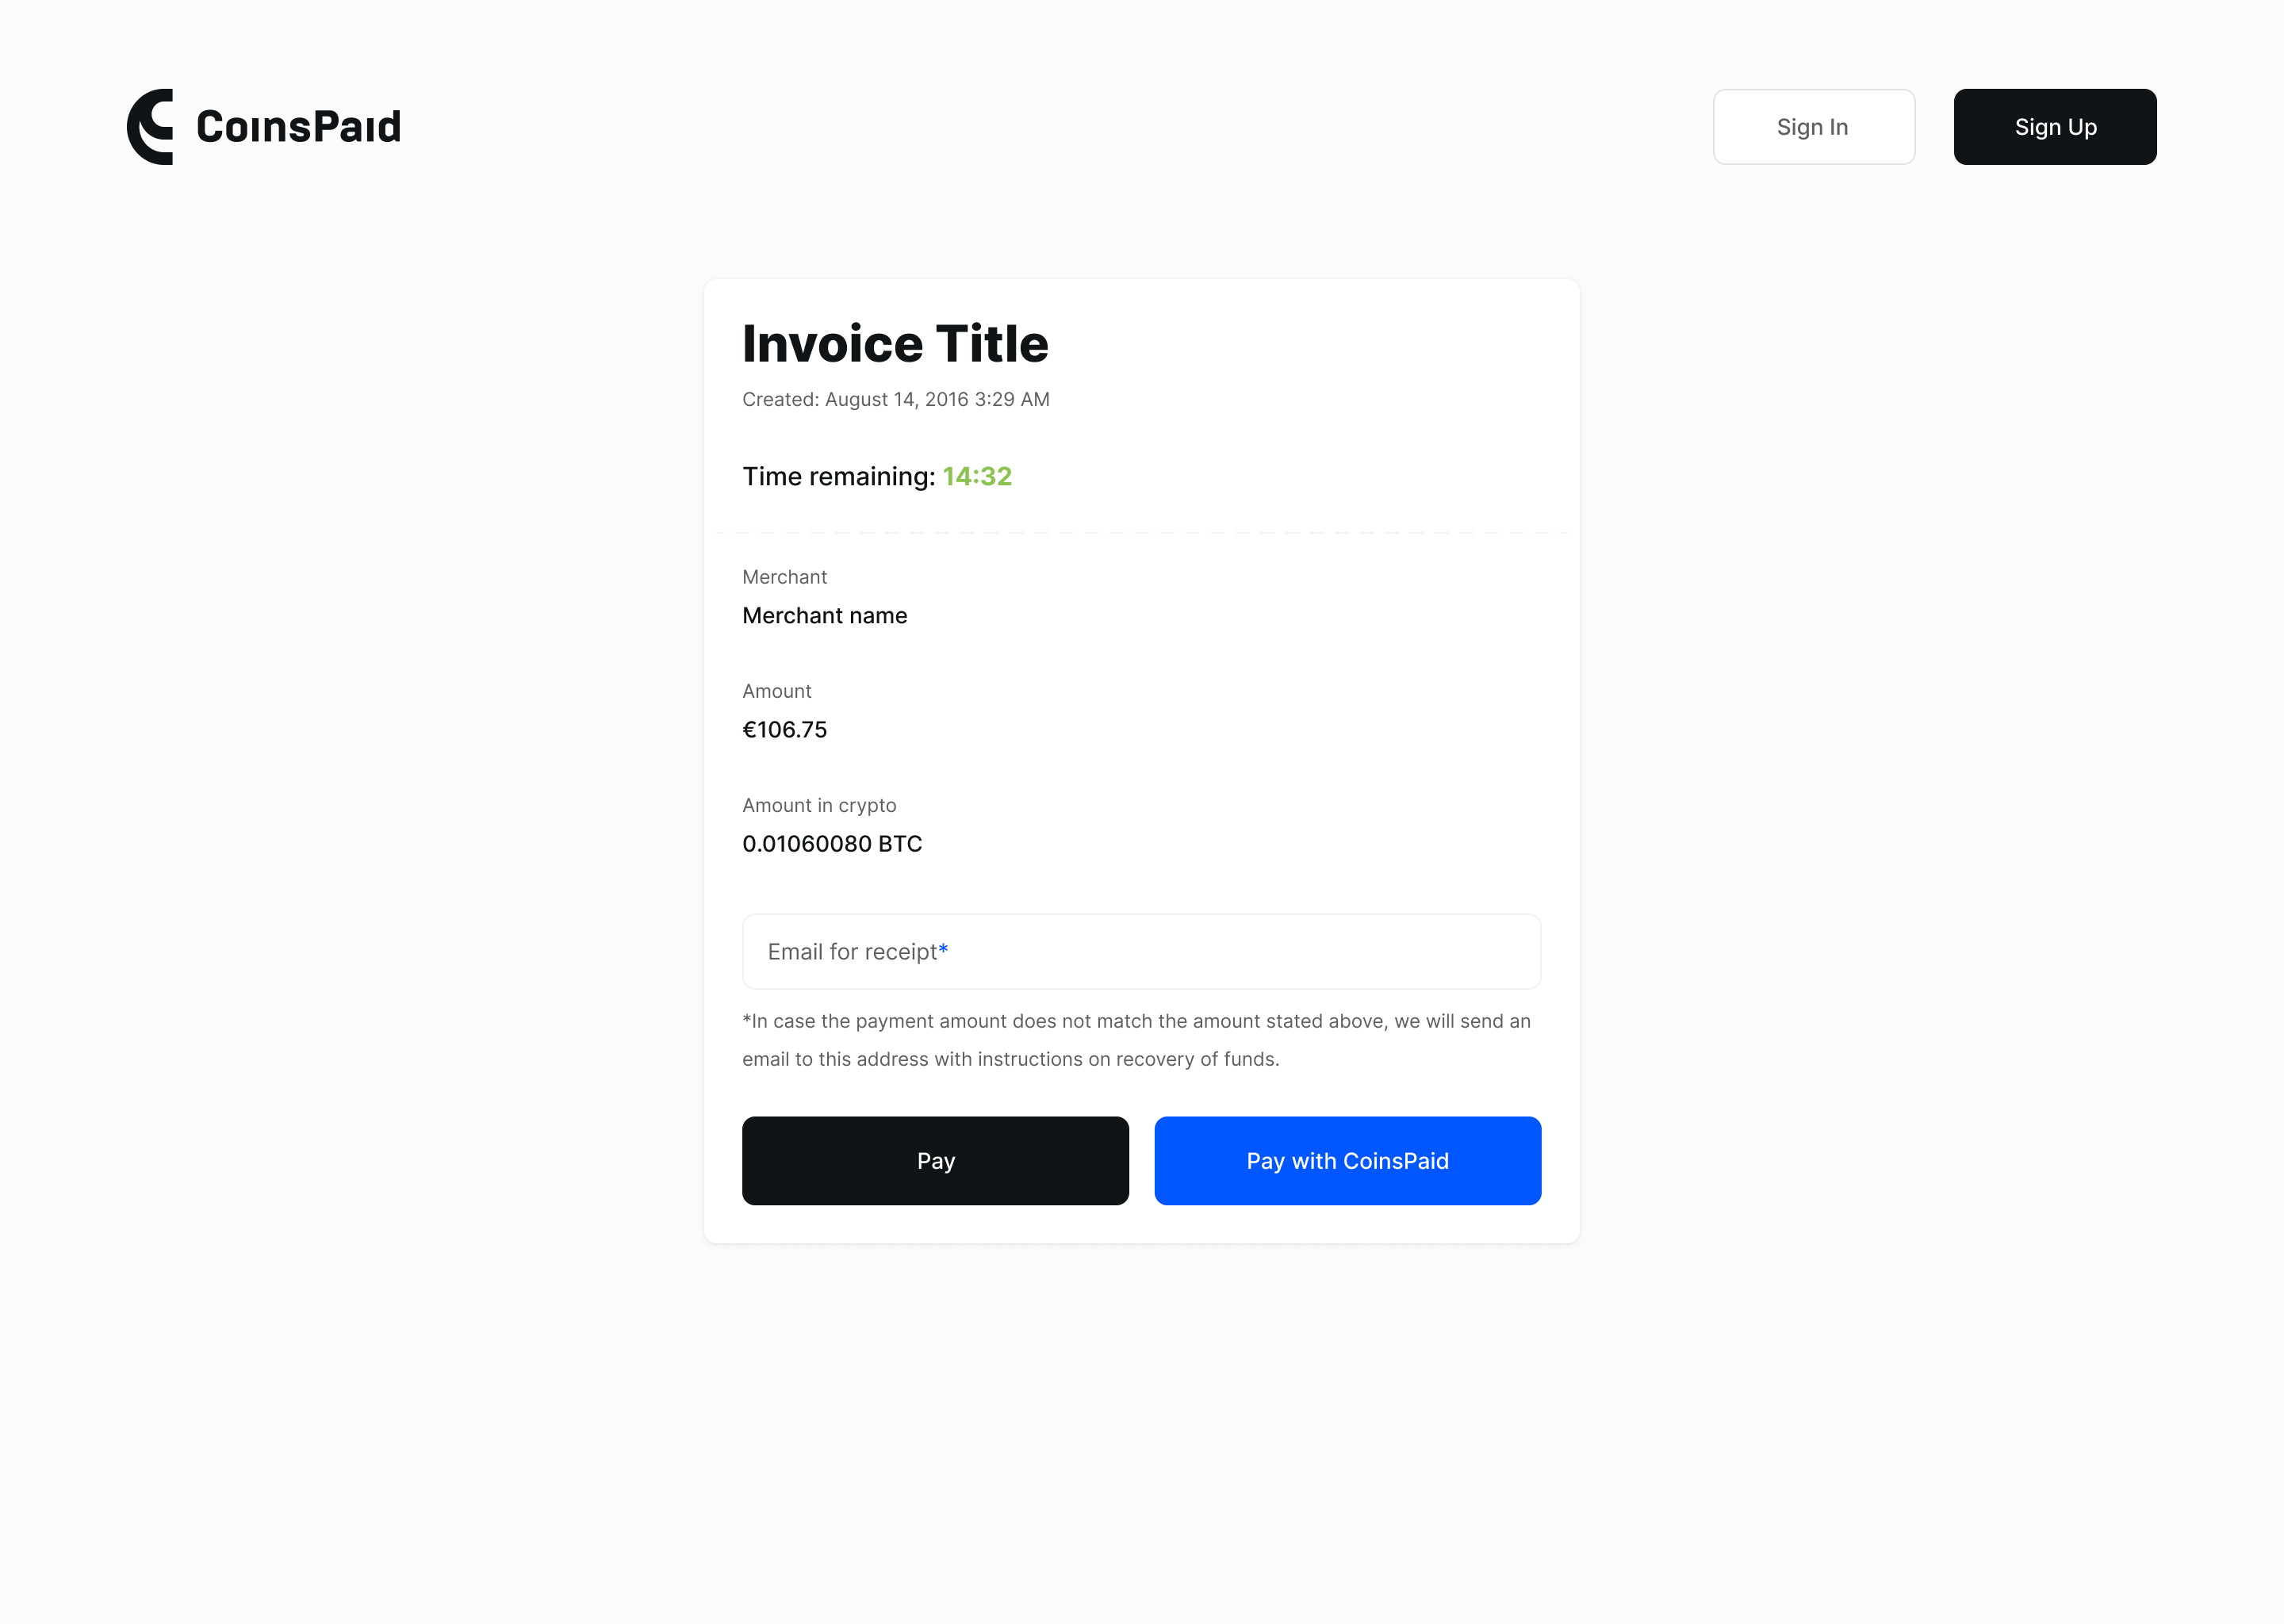 CoinsPaid
Sign In
Sign Up
Invoice Title
Created: August 14, 2016 3:29 AM
Time remaining: 14:32
Merchant
Merchant name
Amount
€106.75
Amount in crypto
0.01060080 BTC
Email for receipt*
*In case the payment amount does not match the amount stated above, we will send an
email to this address with instructions on recovery of funds.
Pay
Pay with CoinsPaid